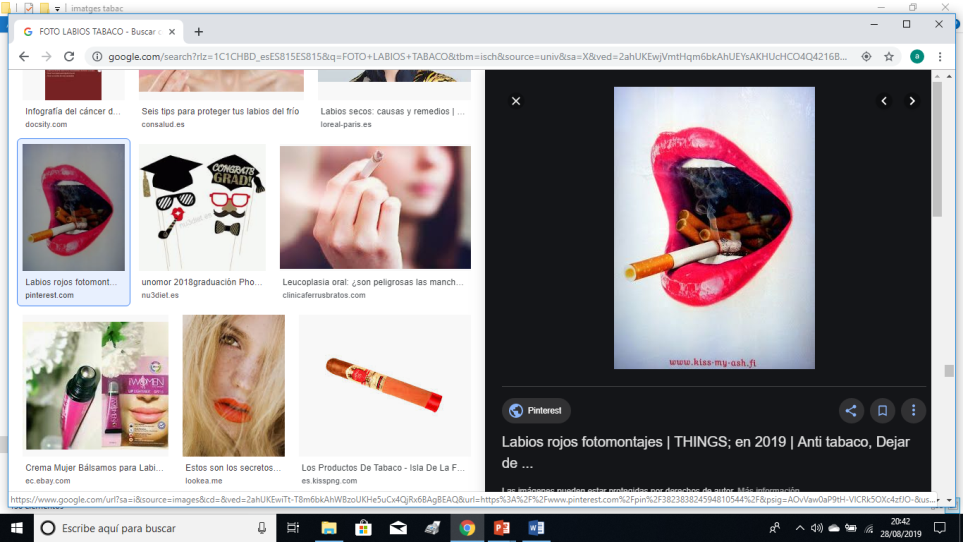 imatges tabac
FOTO LABIOS TABACO - Buscar c
google.com/search?rlz=1C1CHBD_esES815ES815&q=FOTO+LABIOS+TABACO&tbm=isch&source=univ&sa=X&ved=2ahUKEwjVmtHqm6bkAhUEYsAKHUcHCO4Q4216B...
a
Infografía del cáncer d...
docsity.com
Seis tips para proteger tus labios del frío
consalud.es
Labios secos: causas y remedios | ...
loreal-paris.es
CONGRATS
GRAD!
nu3diet.es
Labios rojos fotomont...
pinterest.com
unomor 2018graduación Pho...
nu3diet.es
Leucoplasia oral: ¿son peligrosas las manch...
clinicaferrusbratos.com
WOMEN
Crema Mujer Bálsamos para Labi...
ec.ebay.com
Estos son los secretos...
lookea.me
Los Productos De Tabaco - Isla De La F...
es.kisspng.com
www.kiss-my-ash.fi
Pinterest
Labios rojos fotomontajes | THINGS; en 2019 | Anti tabaco, Dejar
de ...
Las imágenes pueden estar protegidas por derechos de autor. Más información
https://www.google.com/url?sa=i&source=images&cd=&ved=2ahUKEwiTt-T8m6bkAhWBzoUKHe5uCx4QjRx6BAgBEAQ&url=https%3A%2F%2Fwww.pinterest.com%2Fpin%2F382383824594810544%2F&psig=AOvVaw0aP9tH-VICRk5OXc4zfJO-&us...
Escribe aquí para buscar
20:42
28/08/2019